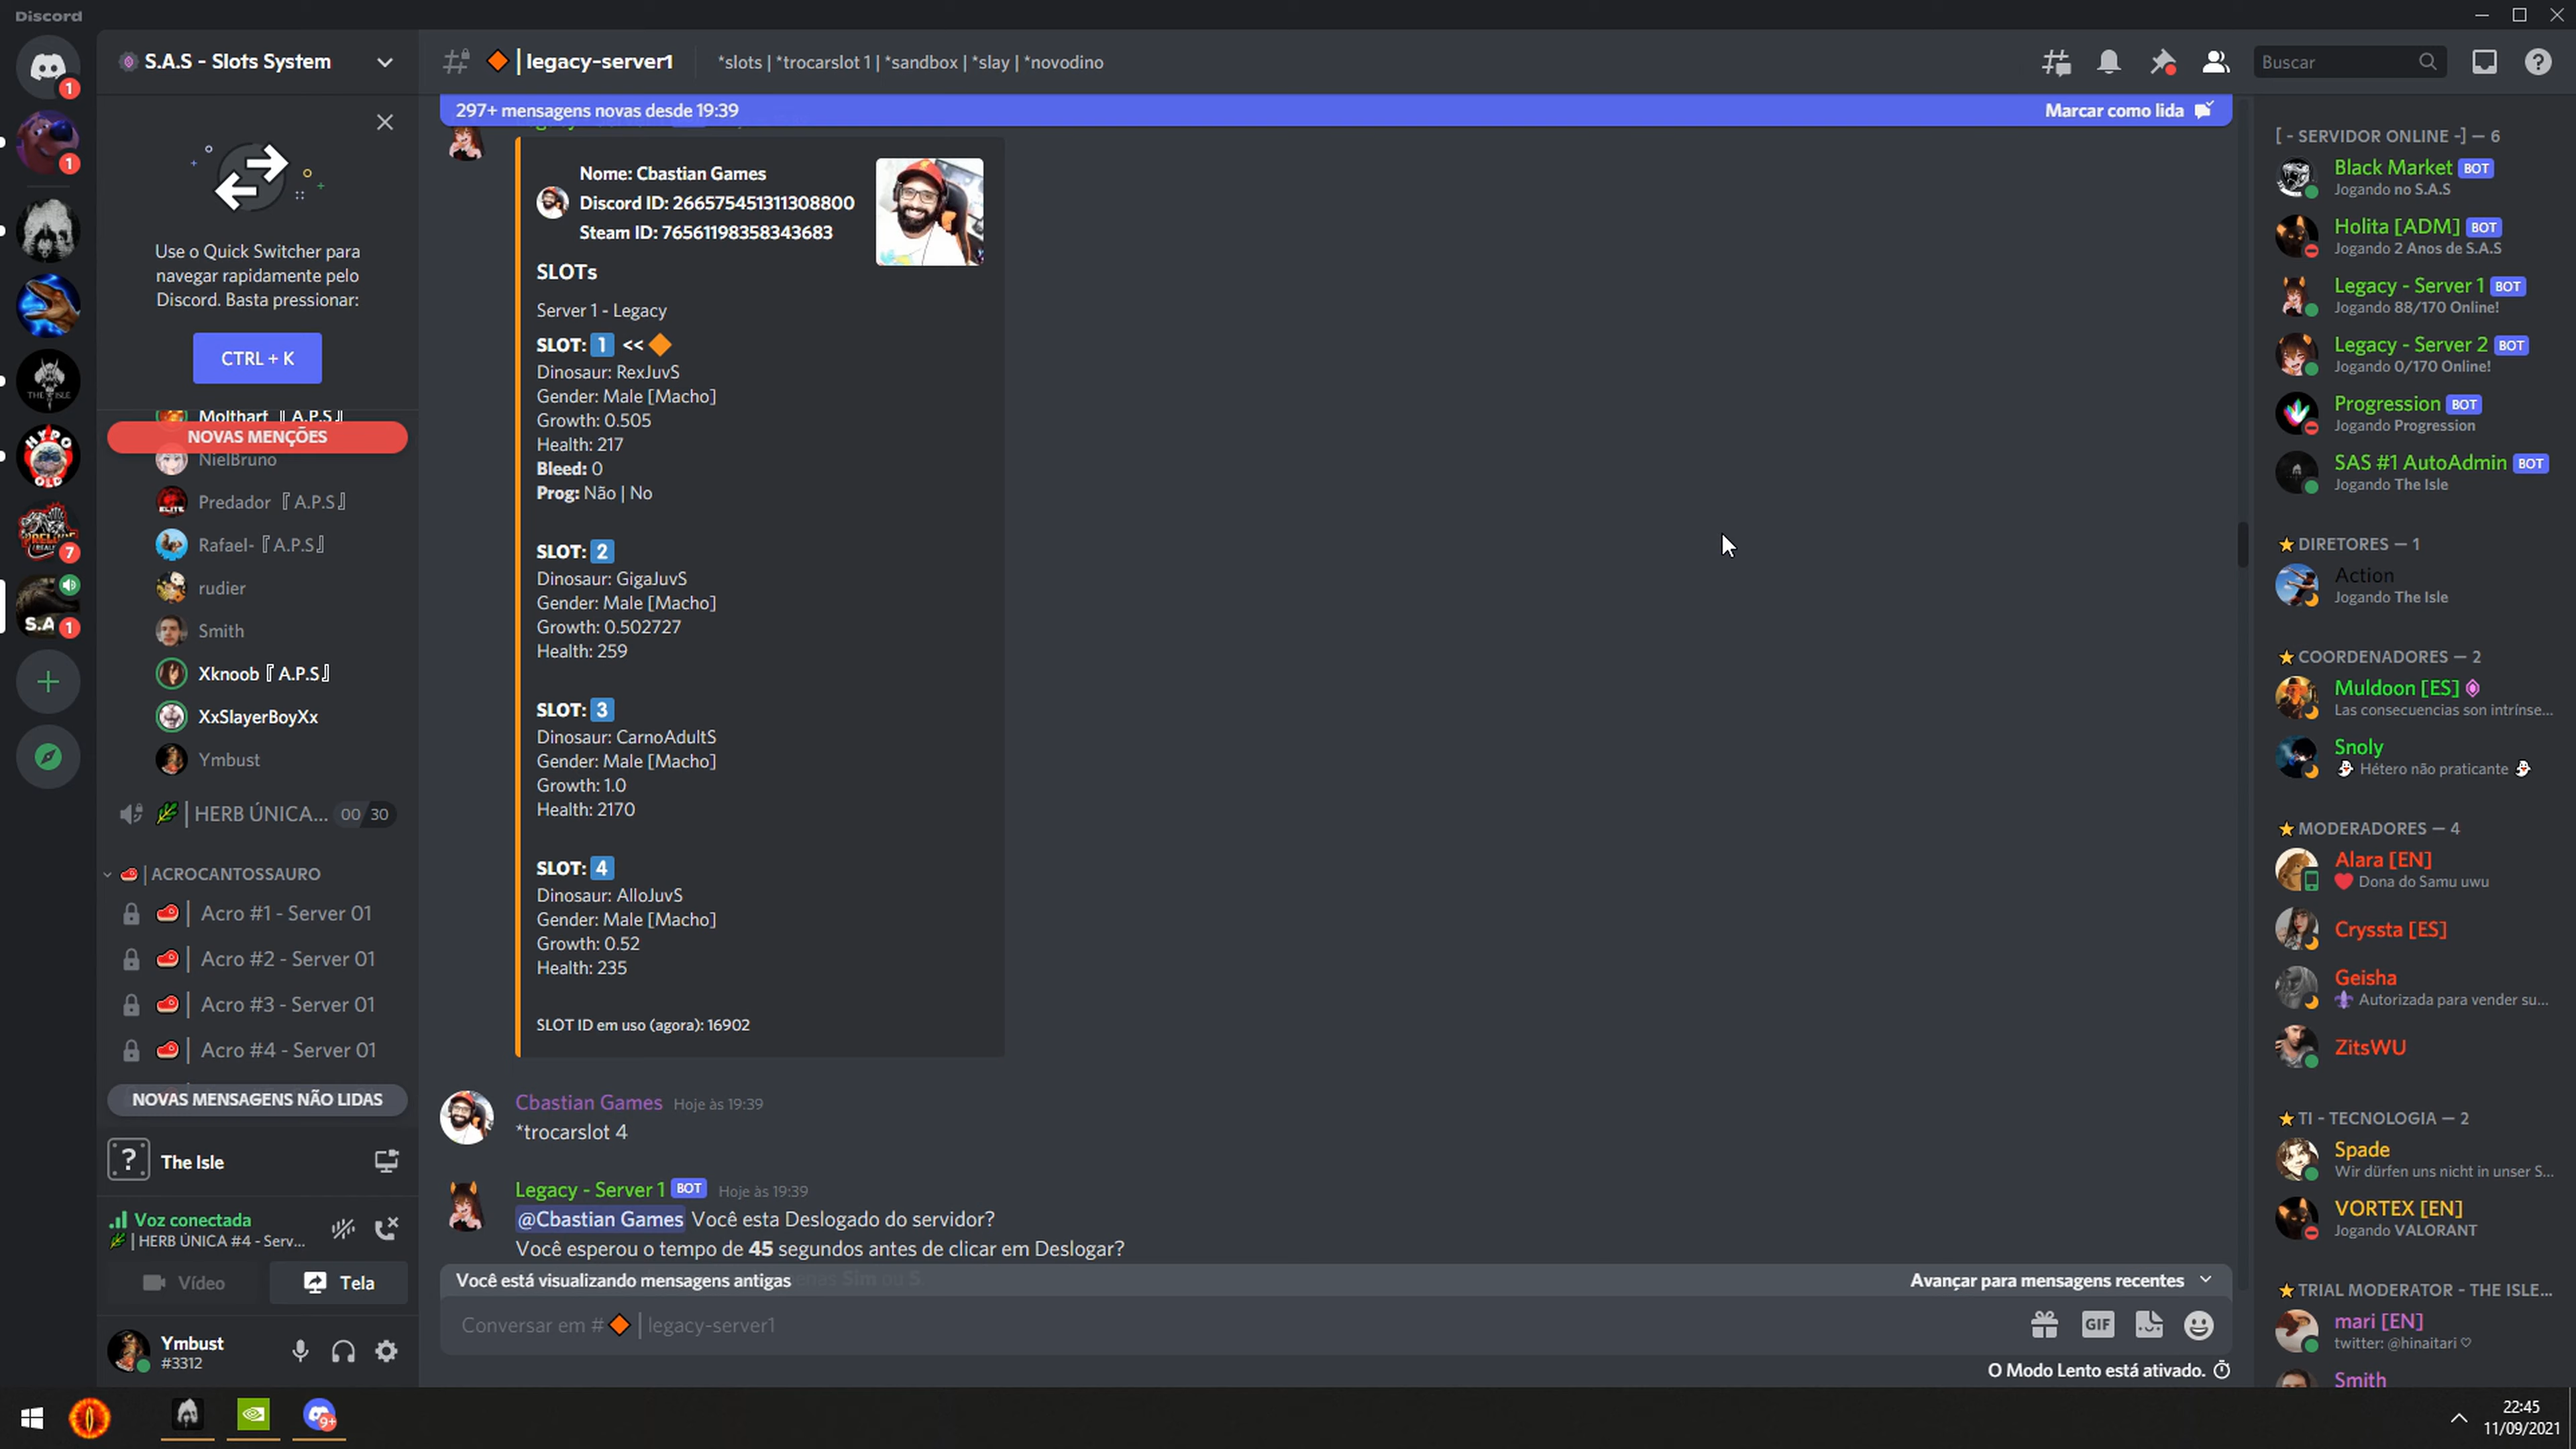 Discord
S.A.S - Slots System
| legacy-server1
*slots | *trocarslot 1 | *sandbox | *slay | *novodino
Buscar
297+ mensagens novas desde 19:39
Marcar como lida
Use o Quick Switcher para
navegar rapidamente pelo
Discord. Basta pressionar:
CTRL + K
NOVAS MENÇÕES
NielBruno
Predador『A.P.S』
Rafael-『A.P.S』
rudier
Smith
Xknoob『A.P.S』
XxSlayerBoyXx
Ymbust
| HERB ÚNICA... 00 30
| ACROCANTOSSAURO
| Acro #1 - Server 01
| Acro #2 - Server 01
| Acro #3 - Server 01
| Acro #4 - Server 01
NOVAS MENSAGENS NÃO LIDAS
? The Isle
Voz conectada
| HERB ÚNICA #4 - Serv...
Vídeo
Tela
Ymbust
#3312
1
1
THE ISLE
HYPO
OLD
7
S.A
1
Nome: Cbastian Games
Discord ID: 266575451311308800
Steam ID: 76561198358343683
SLOTs
Server 1 - Legacy
SLOT: 1 <<
Dinosaur: RexJuvS
Gender: Male [Macho]
Growth: 0.505
Health: 217
Bleed: 0
Prog: Não | No
SLOT: 2
Dinosaur: GigaJuvS
Gender: Male [Macho]
Growth: 0.502727
Health: 259
SLOT: 3
Dinosaur: CarnoAdultS
Gender: Male [Macho]
Growth: 1.0
Health: 2170
SLOT: 4
Dinosaur: AlloJuvS
Gender: Male [Macho]
Growth: 0.52
Health: 235
SLOT ID em uso (agora): 16902
Cbastian Games Hoje às 19:39
*trocarslot 4
Legacy - Server 1 BOT Hoje às 19:39
@Cbastian Games Você esta Deslogado do servidor?
Você esperou o tempo de 45 segundos antes de clicar em Deslogar?
Você está visualizando mensagens antigas
Avançar para mensagens recentes
Conversar em # | legacy-server1
GIF
O Modo Lento está ativado.
[ - SERVIDOR ONLINE -] — 6
Black Market BOT
Jogando no S.A.S
Holita [ADM] BOT
Jogando 2 Anos de S.A.S
Legacy - Server 1 BOT
Jogando 88/170 Online!
Legacy - Server 2 BOT
Jogando 0/170 Online!
Progression BOT
Jogando Progression
SAS #1 AutoAdmin BOT
Jogando The Isle
DIRETORES — 1
Action
Jogando The Isle
COORDENADORES — 2
Muldoon [ES]
Las consecuencias son intrínse...
Snoly
Hétero não praticante
MODERADORES — 4
Alara [EN]
Dona do Samu uwu
Cryssta [ES]
Geisha
Autorizada para vender su...
ZitsWU
TI - TECNOLOGIA — 2
Spade
Wir dürfen uns nicht in unser S...
VORTEX [EN]
Jogando VALORANT
TRIAL MODERATOR - THE ISLE...
mari [EN]
twitter: @hinaitari ♡
Smith
9+
22:45
11/09/2021